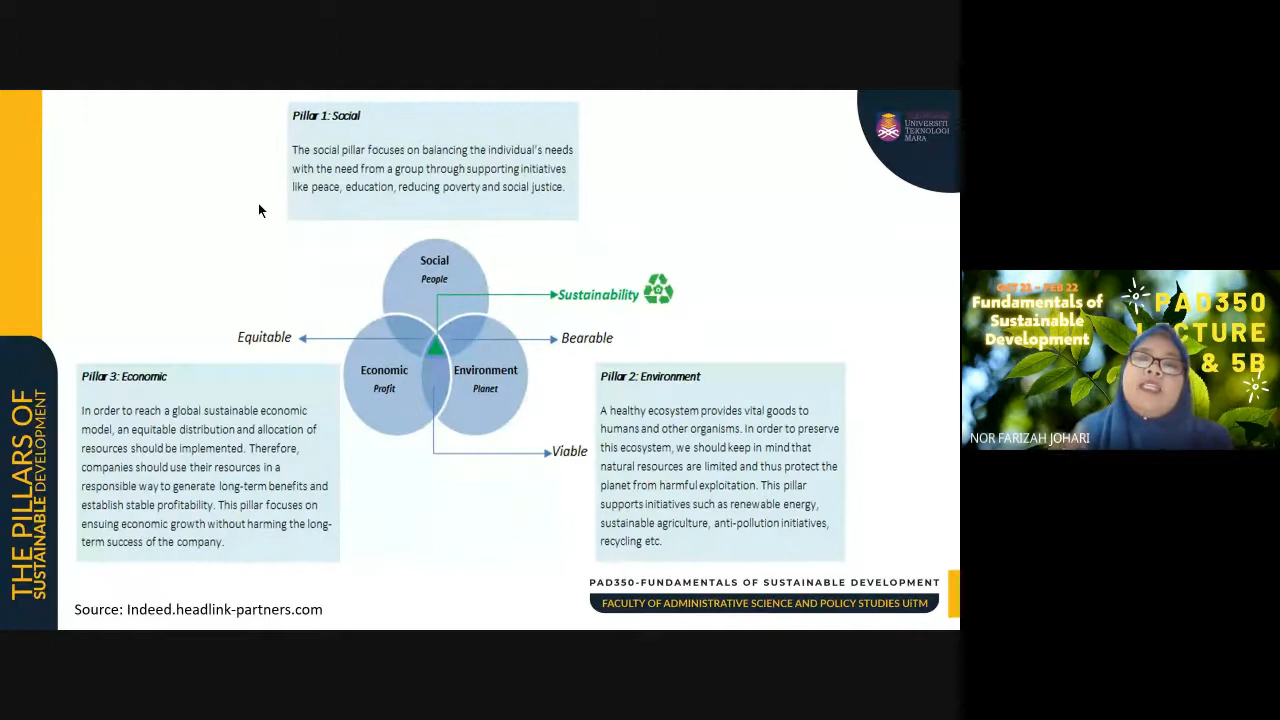 Pillar 1: Social
The social pillar focuses on balancing the individual's needs
with the need from a group through supporting initiatives
like peace, education, reducing poverty and social justice.
UNIVERSITI
TEKNOLOGI
MARA
Social
People
Sustainability
Equitable
Bearable
Economic
Profit
Environment
Planet
Viable
Pillar 3: Economic
In order to reach a global sustainable economic
model, an equitable distribution and allocation of
resources should be implemented. Therefore,
companies should use their resources in a
responsible way to generate long-term benefits and
establish stable profitability. This pillar focuses on
ensuring economic growth without harming the long-
term success of the company.
Pillar 2: Environment
A healthy ecosystem provides vital goods to
humans and other organisms. In order to preserve
this ecosystem, we should keep in mind that
natural resources are limited and thus protect the
planet from harmful exploitation. This pillar
supports initiatives such as renewable energy,
sustainable agriculture, anti-pollution initiatives,
recycling etc.
THE PILLARS OF
SUSTAINABLE DEVELOPMENT
Source: Indeed.headlink-partners.com
PAD350-FUNDAMENTALS OF SUSTAINABLE DEVELOPMENT
FACULTY OF ADMINISTRATIVE SCIENCE AND POLICY STUDIES UiTM
Fundamentals of
Sustainable
Development
PAD350
& 5B
NOR FARIZAH JOHARI